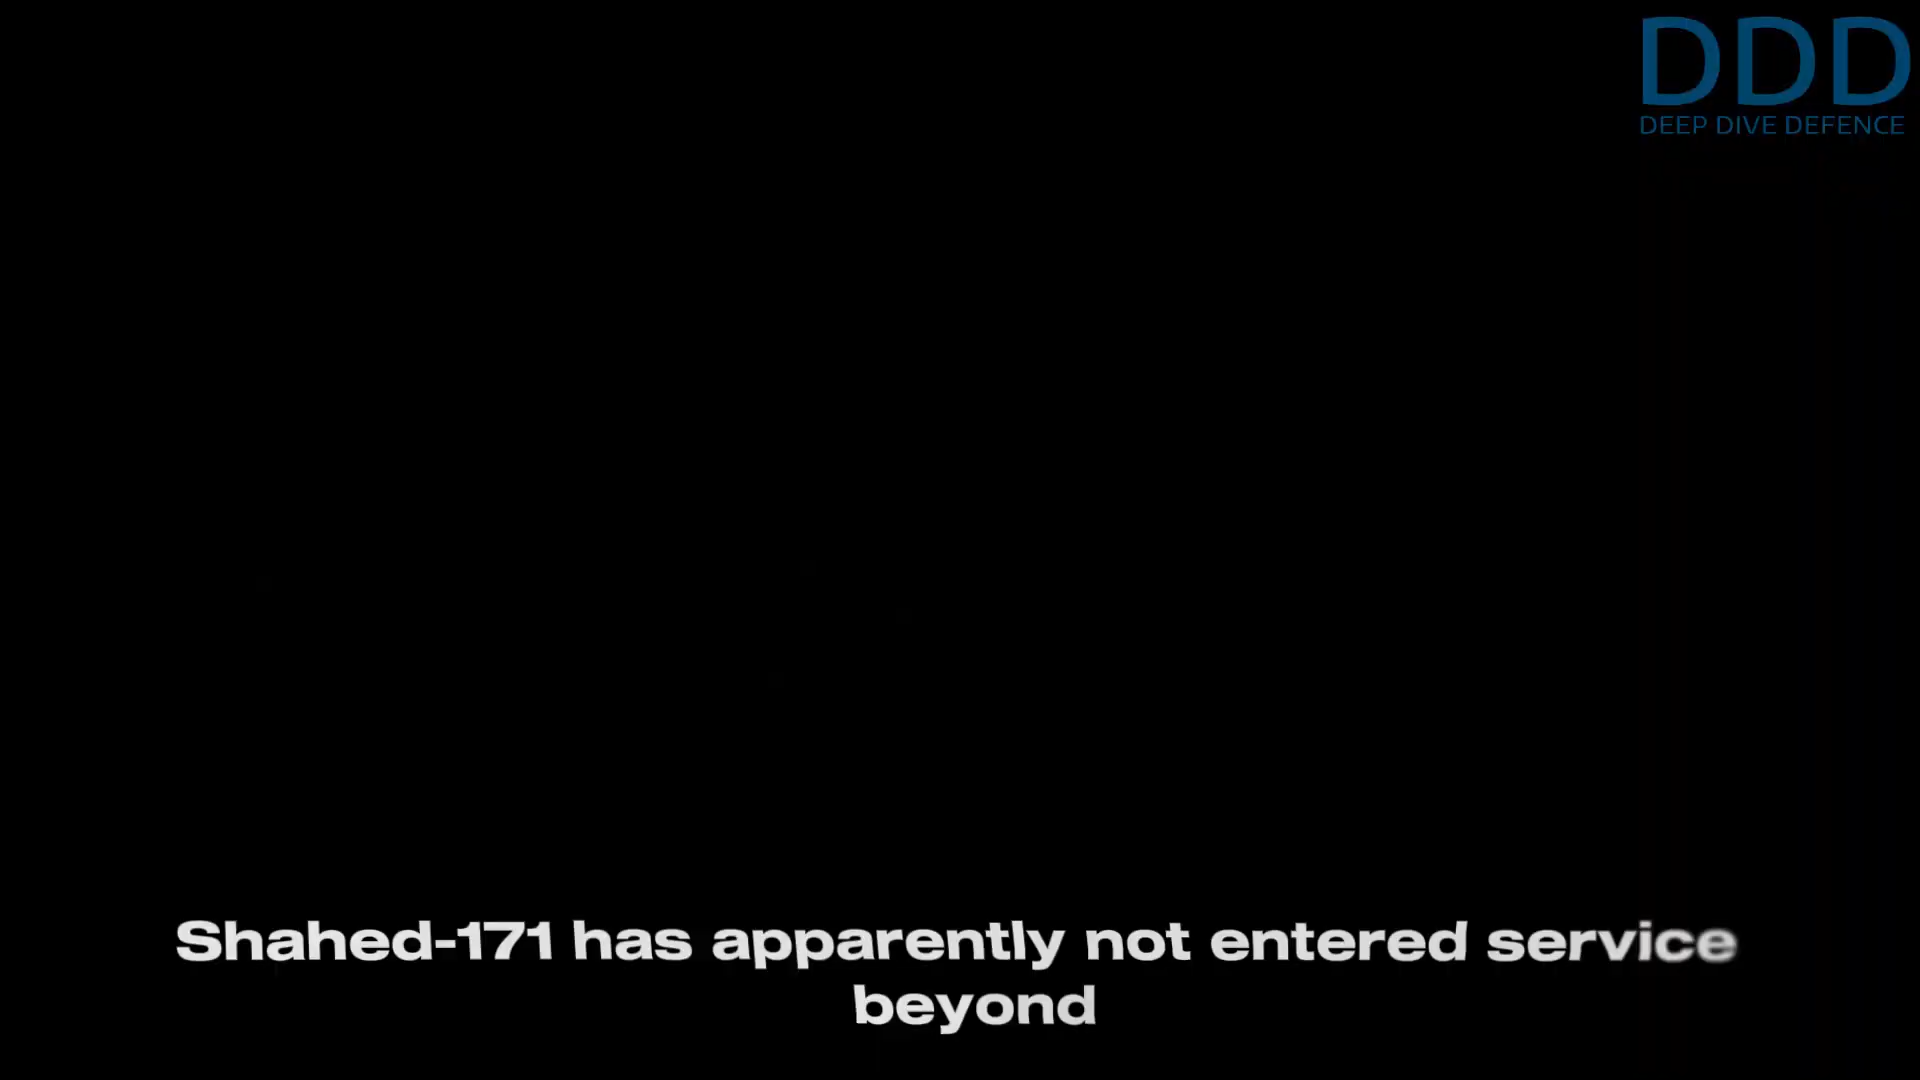 DDD
DEEP DIVE DEFENCE
Shahed-171 has apparently not entered service
beyond